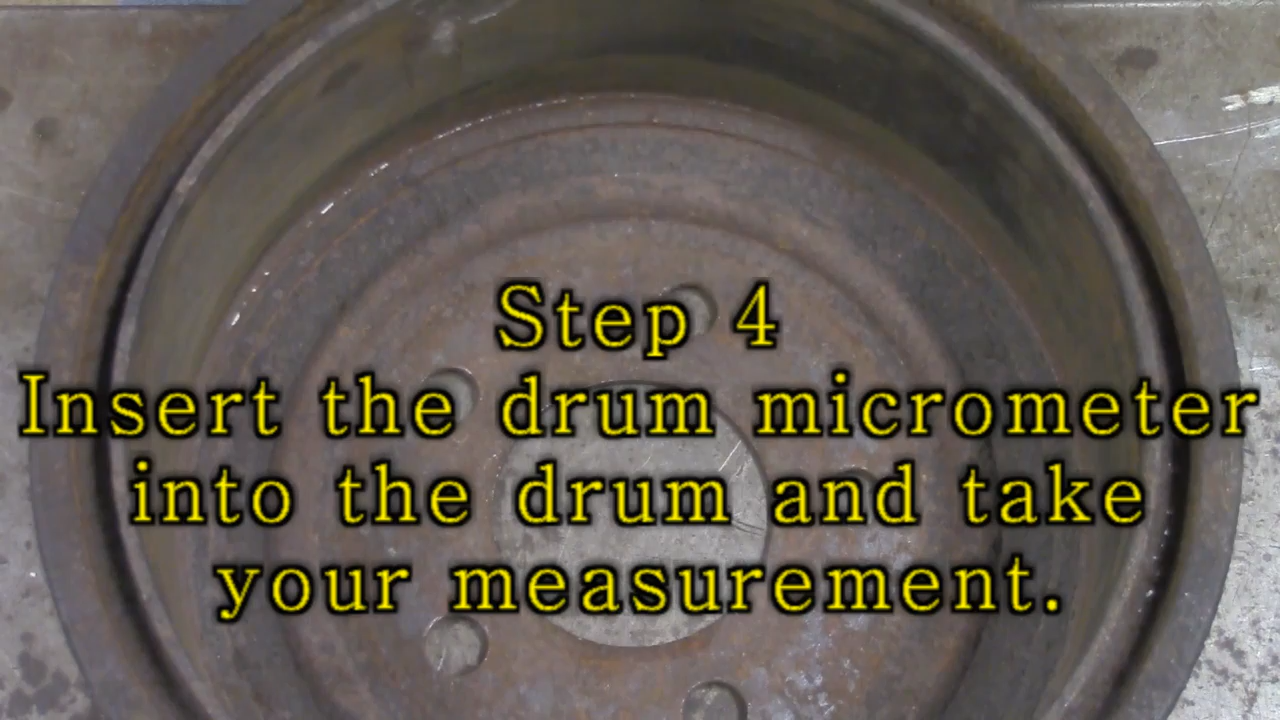 Step 4
Insert the drum micrometer
into the drum and take
your measurement.